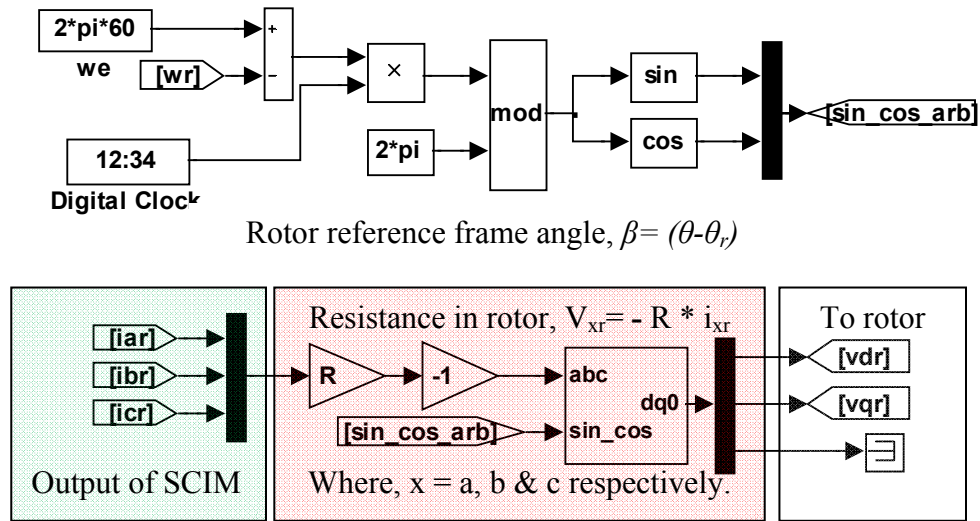 2*pi*60
we
+
[wr]
−
×
12:34
Digital Clock
2*pi
mod
sin
cos
[sin_cos_arb]
Rotor reference frame angle, β= (θ-θr)
[iar]
[ibr]
[icr]
Output of SCIM
Resistance in rotor, Vxr= - R * ixr
R
-1
abc
dq0
[sin_cos_arb]
sin_cos
Where, x = a, b & c respectively.
To rotor
[vdr]
[vqr]